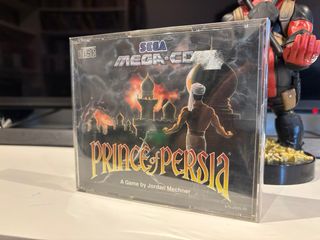 SEGA
MEGA-CD
PRINCE of PERSIA
A Game by Jordan Mechner